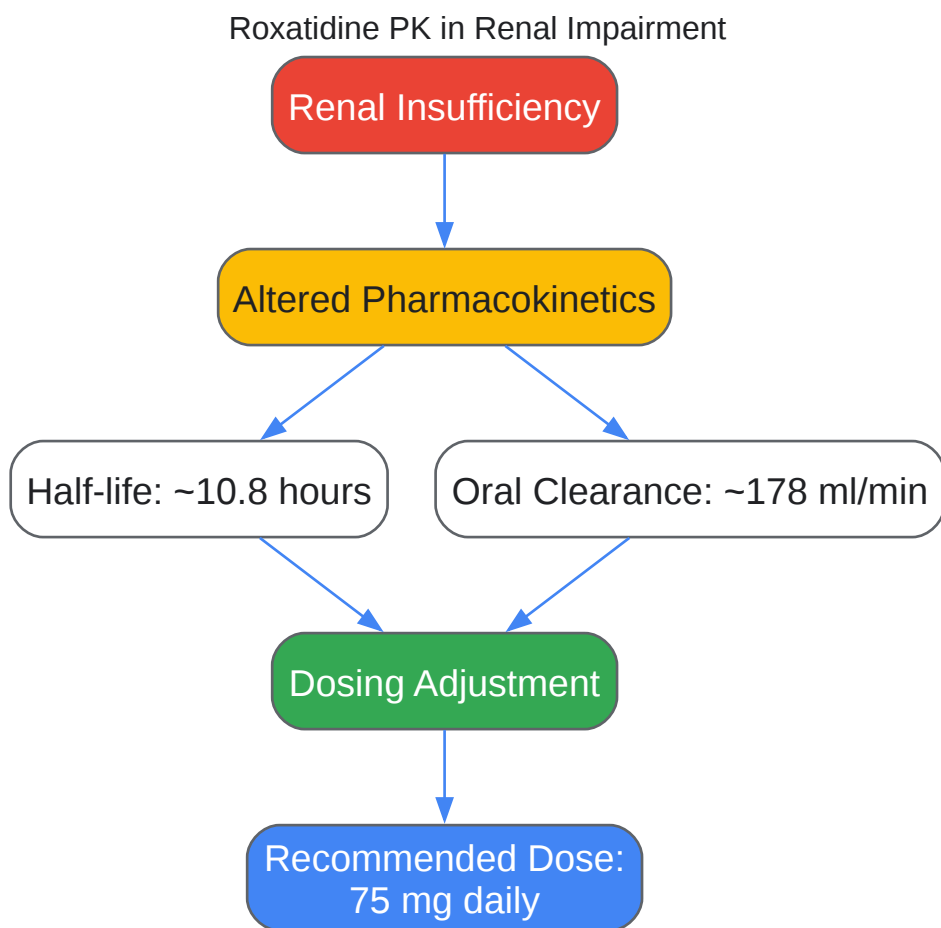 Roxatidine PK in Renal Impairment
Renal Insufficiency
Altered Pharmacokinetics
Half-life: ~10.8 hours
Oral Clearance: ~178 ml/min
Dosing Adjustment
Recommended Dose:
75 mg daily